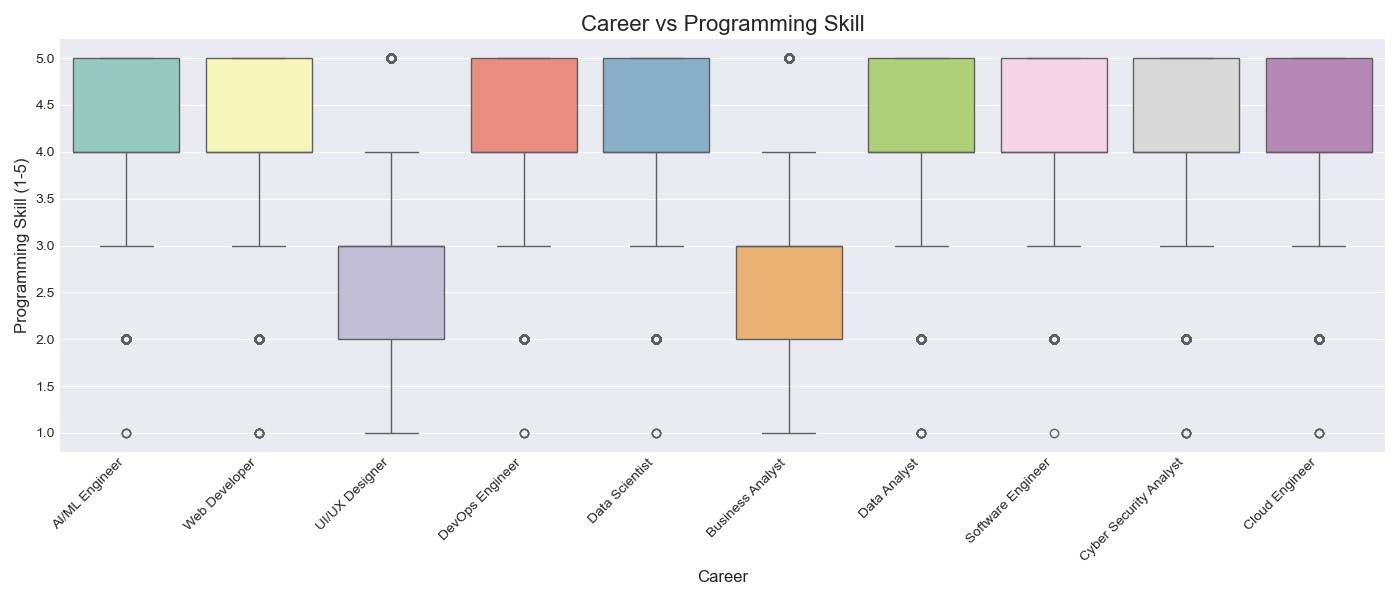 Career vs Programming Skill
Programming Skill (1-5)
5.0
4.5
4.0
3.5
3.0
2.5
2.0
1.5
1.0
AI/ML Engineer
Web Developer
UI/UX Designer
DevOps Engineer
Data Scientist
Business Analyst
Data Analyst
Software Engineer
Cyber Security Analyst
Cloud Engineer
Career